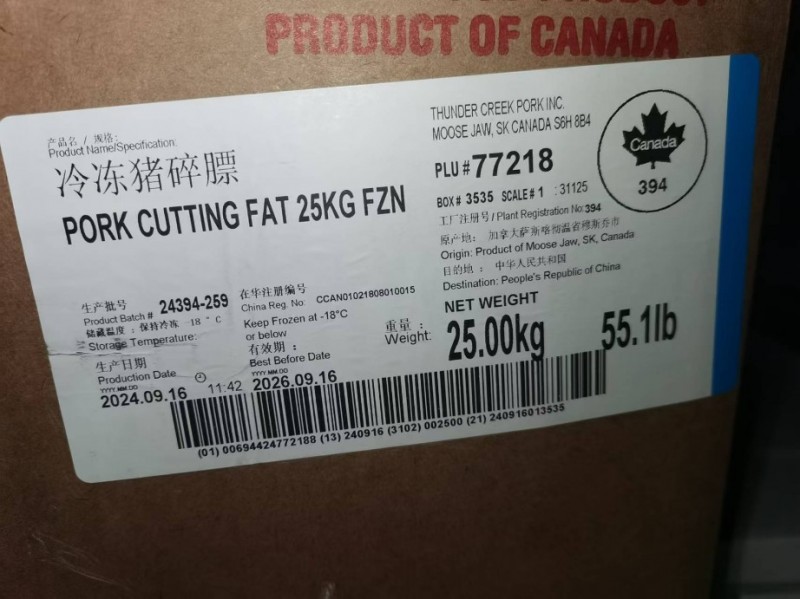 PRODUCT OF CANADA
产品名 / 规格:
Product Name/Specification:
冷冻猪碎膘
PORK CUTTING FAT 25KG FZN
THUNDER CREEK PORK INC.
MOOSE JAW, SK CANADA S6H 8B4
PLU # 77218
BOX # 3535 SCALE # 1 : 31125
工厂注册号 / Plant Registration No: 394
原产地: 加拿大萨斯喀彻温省穆斯乔市
Origin: Product of Moose Jaw, SK, Canada
目的地: 中华人民共和国
Destination: People's Republic of China
Canada
394
生产批号
Product Batch # 24394-259
在华注册编号
China Reg. No: CCAN01021808010015
储藏温度: 保持冷冻 -18 ° C
Storage Temperature:
Keep Frozen at -18°C
or below
生产日期
Production Date
YYYY.MM.DD
2024.09.16 11:42
有效期:
Best Before Date
YYYY.MM.DD
2026.09.16
重量:
Weight:
NET WEIGHT
25.00kg 55.1lb
(01) 00694424772188 (13) 240916 (3102) 002500 (21) 240916013535